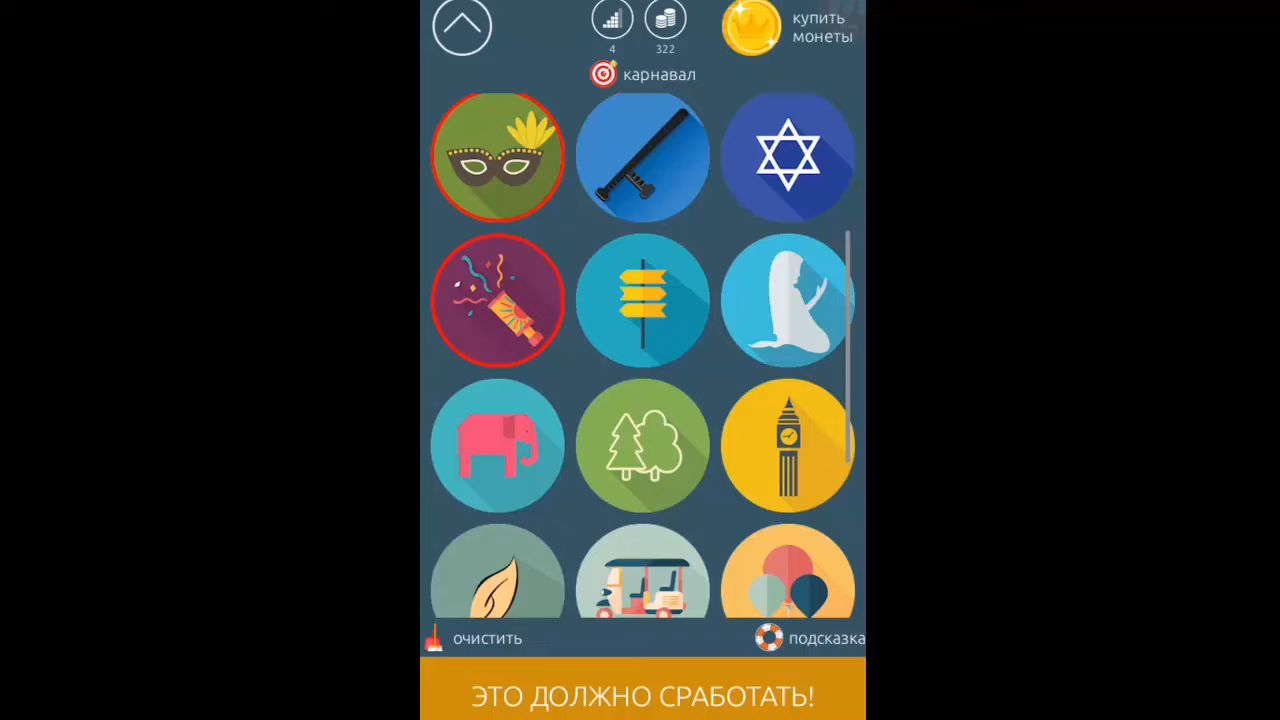 купить
монеты
4
322
карнавал
очистить
подсказка
ЭТО ДОЛЖНО СРАБОТАТЬ!